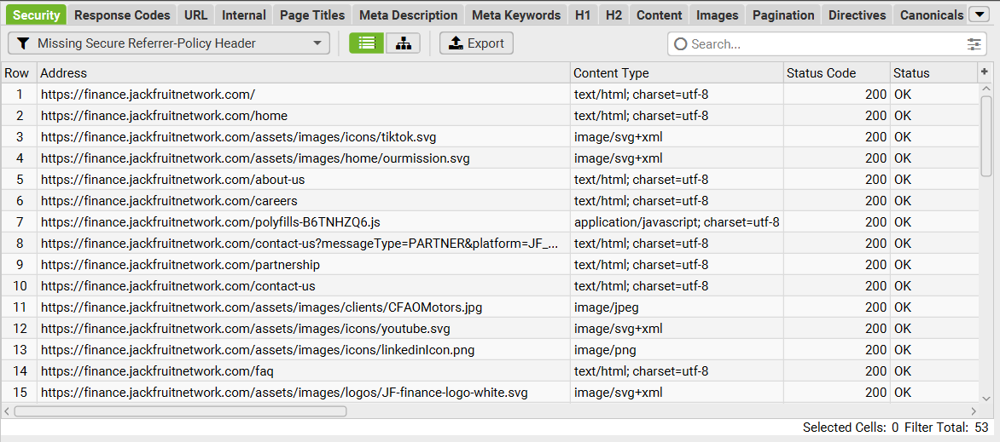 Security Response Codes URL Internal Page Titles Meta Description Meta Keywords H1 H2 Content Images Pagination Directives Canonicals
Missing Secure Referrer-Policy Header Export Search...
Row Address Content Type Status Code Status +
1 https://finance.jackfruitnetwork.com/ text/html; charset=utf-8 200 OK
2 https://finance.jackfruitnetwork.com/home text/html; charset=utf-8 200 OK
3 https://finance.jackfruitnetwork.com/assets/images/icons/tiktok.svg image/svg+xml 200 OK
4 https://finance.jackfruitnetwork.com/assets/images/home/ourmission.svg image/svg+xml 200 OK
5 https://finance.jackfruitnetwork.com/about-us text/html; charset=utf-8 200 OK
6 https://finance.jackfruitnetwork.com/careers text/html; charset=utf-8 200 OK
7 https://finance.jackfruitnetwork.com/polyfills-B6TNHZQ6.js application/javascript; charset=utf-8 200 OK
8 https://finance.jackfruitnetwork.com/contact-us?messageType=PARTNER&platform=JF_... text/html; charset=utf-8 200 OK
9 https://finance.jackfruitnetwork.com/partnership text/html; charset=utf-8 200 OK
10 https://finance.jackfruitnetwork.com/contact-us text/html; charset=utf-8 200 OK
11 https://finance.jackfruitnetwork.com/assets/images/clients/CFAOMotors.jpg image/jpeg 200 OK
12 https://finance.jackfruitnetwork.com/assets/images/icons/youtube.svg image/svg+xml 200 OK
13 https://finance.jackfruitnetwork.com/assets/images/icons/linkedinIcon.png image/png 200 OK
14 https://finance.jackfruitnetwork.com/faq text/html; charset=utf-8 200 OK
15 https://finance.jackfruitnetwork.com/assets/images/logos/JF-finance-logo-white.svg image/svg+xml 200 OK
Selected Cells: 0 Filter Total: 53